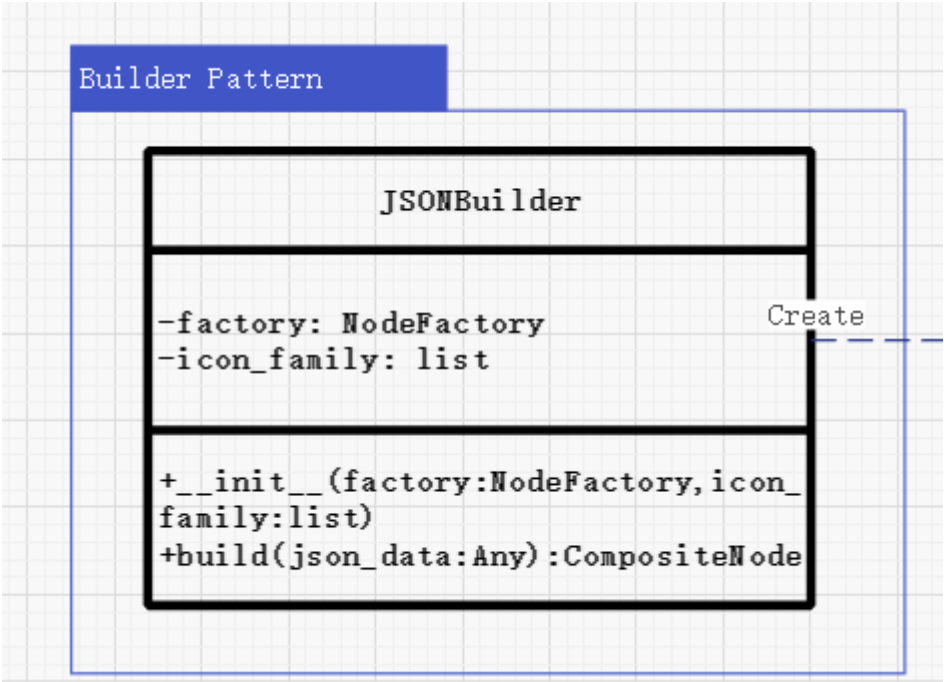 Builder Pattern
JSONBuilder
-factory: NodeFactory
Create
-icon_family: list
+__init__(factory:NodeFactory,icon_
family:list)
+build(json_data:Any):CompositeNode